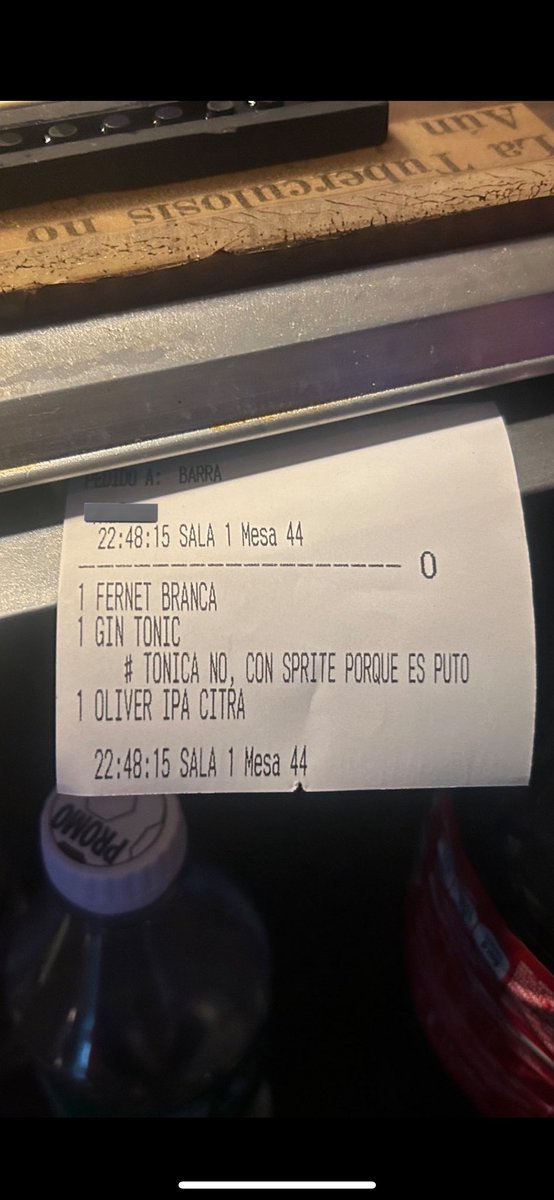 Aún
La Tuberculosis no
PEDIDO A: BARRA
22:48:15 SALA 1 Mesa 44
0
1 FERNET BRANCA
1 GIN TONIC
# TONICA NO, CON SPRITE PORQUE ES PUTO
1 OLIVER IPA CITRA
22:48:15 SALA 1 Mesa 44
PROMO